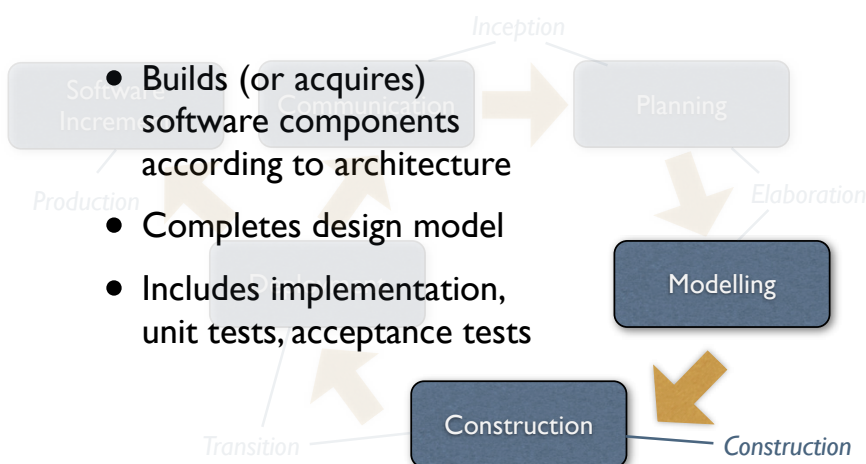 Inception
• Builds (or acquires)
software components
according to architecture
• Completes design model
• Includes implementation,
unit tests, acceptance tests
Software
Communication
Planning
Production
Elaboration
Modelling
Construction
Transition
Construction